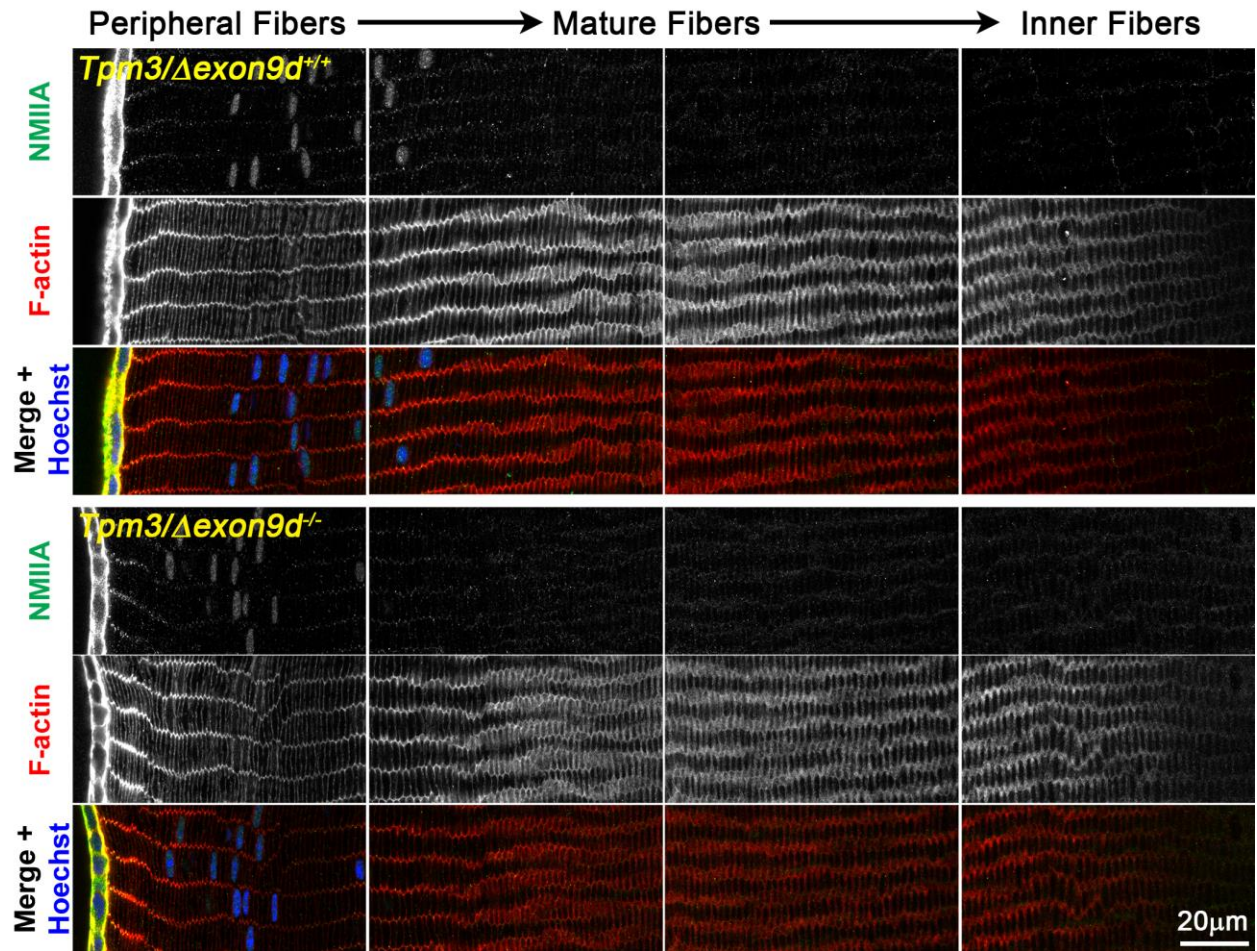 Peripheral Fibers Mature Fibers Inner Fibers
Tpm3/Δexon9d+/+
NMIIA
F-actin
Merge +
Hoechst
Tpm3/Δexon9d-/-
NMIIA
F-actin
Merge +
Hoechst
20µm